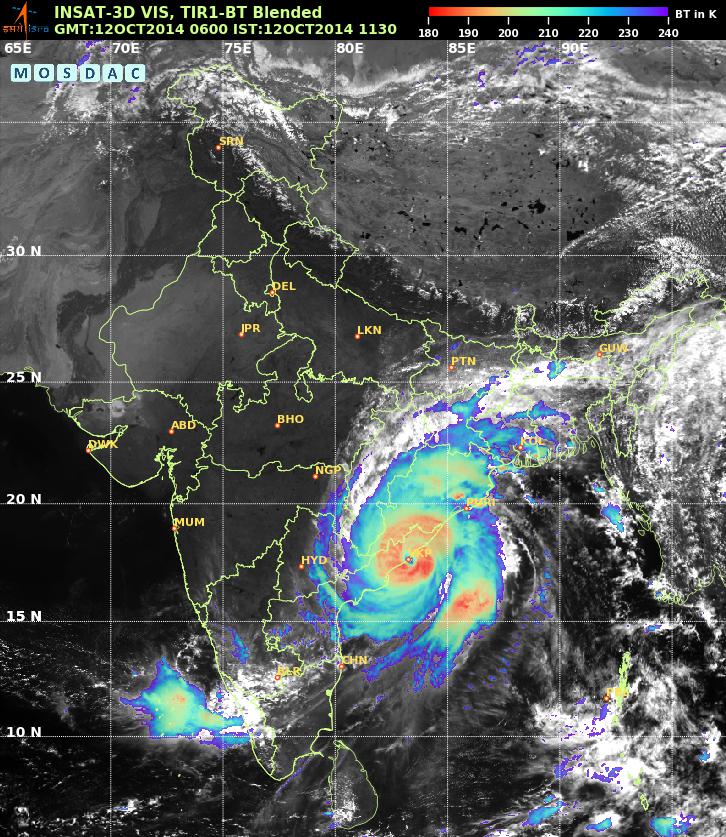 INSAT-3D VIS, TIR1-BT Blended
GMT:12OCT2014 0600 IST:12OCT2014 1130
BT in K
180 190 200 210 220 230 240
65E 70E 75E 80E 85E 90E
MOSDAC
SRN
30 N
DEL
JPR
LKN
GUW
PTN
25 N
BHO
ABD
KOL
DWK
NGP
20 N
PURI
MUM
HYD
15 N
CHN
BLR
10 N